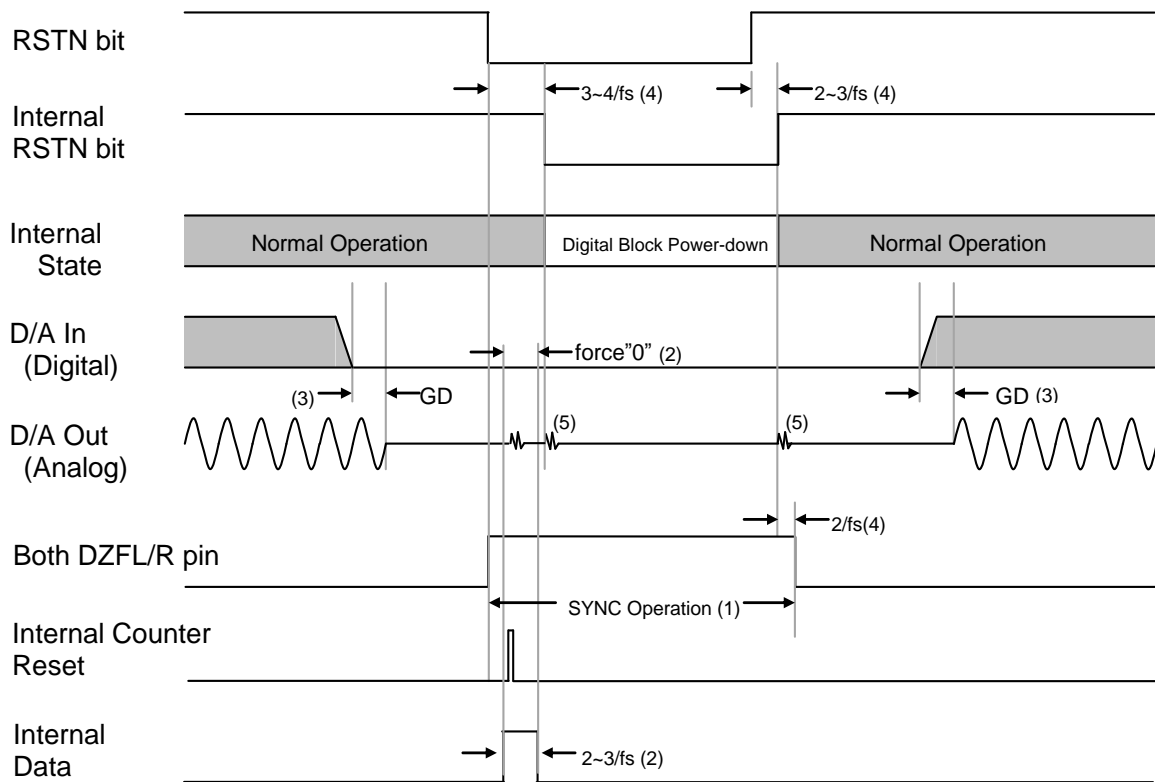 RSTN bit
3~4/fs (4)
2~3/fs (4)
Internal
RSTN bit
Internal
State
Normal Operation
Digital Block Power-down
Normal Operation
D/A In
(Digital)
force"0" (2)
(3)
GD
GD (3)
D/A Out
(Analog)
(5)
(5)
2/fs(4)
Both DZFL/R pin
SYNC Operation (1)
Internal Counter
Reset
Internal
Data
2~3/fs (2)